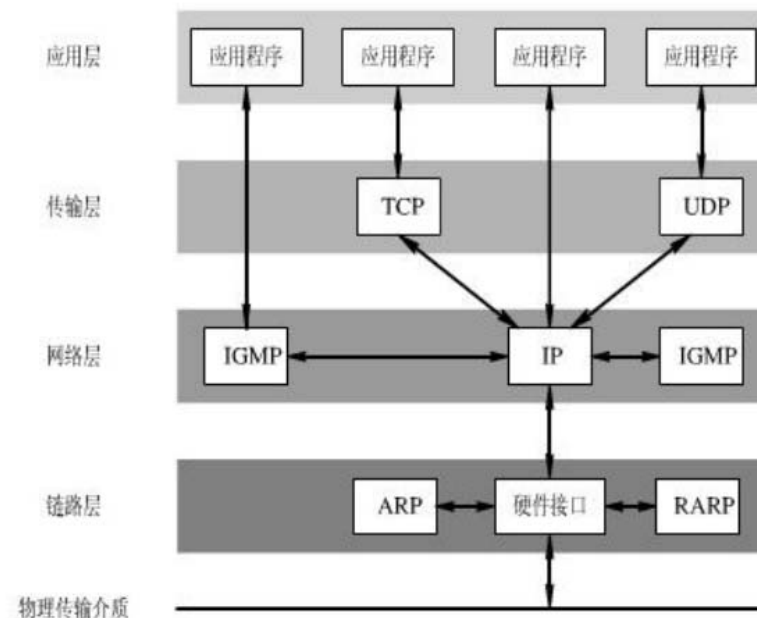 应用层 应用程序 应用程序 应用程序 应用程序
传输层 TCP UDP
网络层 IGMP IP IGMP
链路层 ARP 硬件接口 RARP
物理传输介质